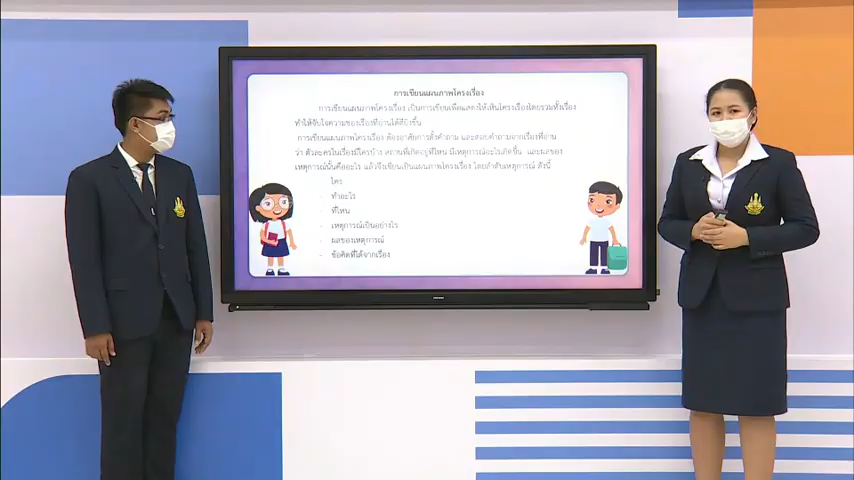 การเขียนแผนภาพโครงเรื่อง
การเขียนแผนภาพโครงเรื่อง เป็นการเขียนเพื่อแสดงให้เห็นโครงเรื่องโดยรวมทั้งเรื่อง
ทำให้จับใจความของเรื่องที่อ่านได้ดียิ่งขึ้น
การเขียนแผนภาพโครงเรื่อง ต้องอาศัยการตั้งคำถาม และตอบคำถามจากเรื่องที่อ่าน
ว่า ตัวละครในเรื่องมีใครบ้าง สถานที่เกิดอยู่ที่ไหน มีเหตุการณ์อะไรเกิดขึ้น และผลของ
เหตุการณ์นั้นคืออะไร แล้วจึงเขียนเป็นแผนภาพโครงเรื่อง โดยลำดับเหตุการณ์ ดังนี้
- ใคร
- ทำอะไร
- ที่ไหน
- เหตุการณ์เป็นอย่างไร
- ผลของเหตุการณ์
- ข้อคิดที่ได้จากเรื่อง